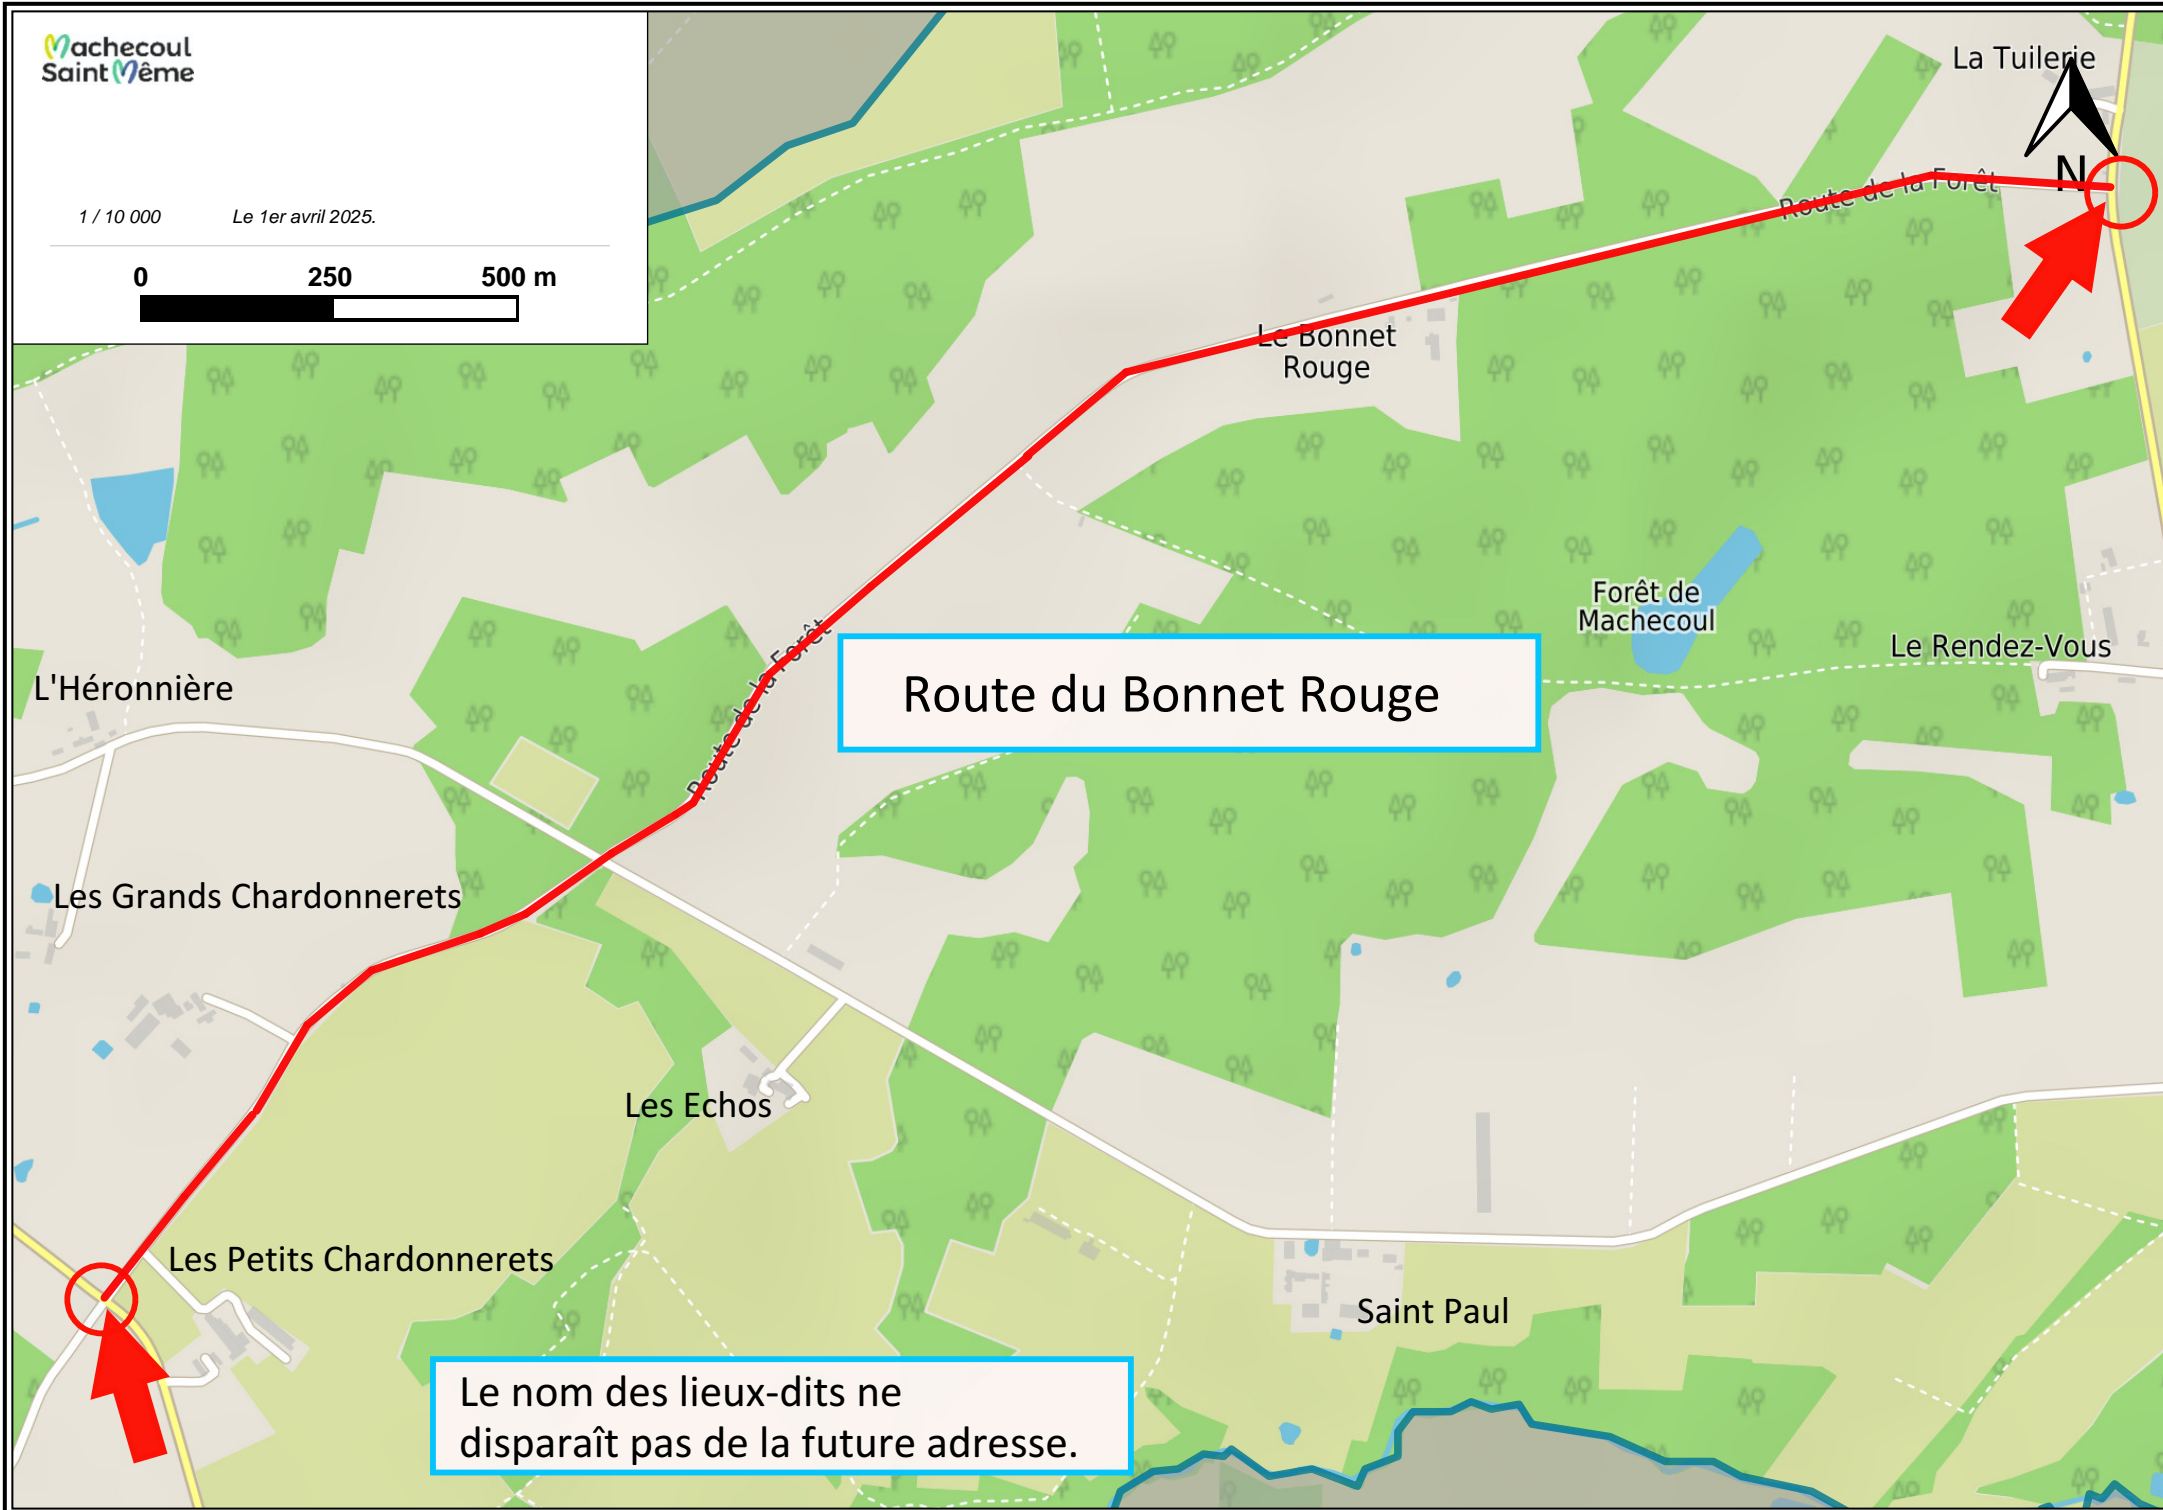 Machecoul
Saint Même
1 / 10 000
Le 1er avril 2025.
0 250 500 m
La Tuilerie
N
Route de la Forêt
Le Bonnet
Rouge
Forêt de
Machecoul
Le Rendez-Vous
Route de la Forêt
Route du Bonnet Rouge
L'Héronnière
Les Grands Chardonnerets
Les Echos
Les Petits Chardonnerets
Saint Paul
Le nom des lieux-dits ne
disparaît pas de la future adresse.